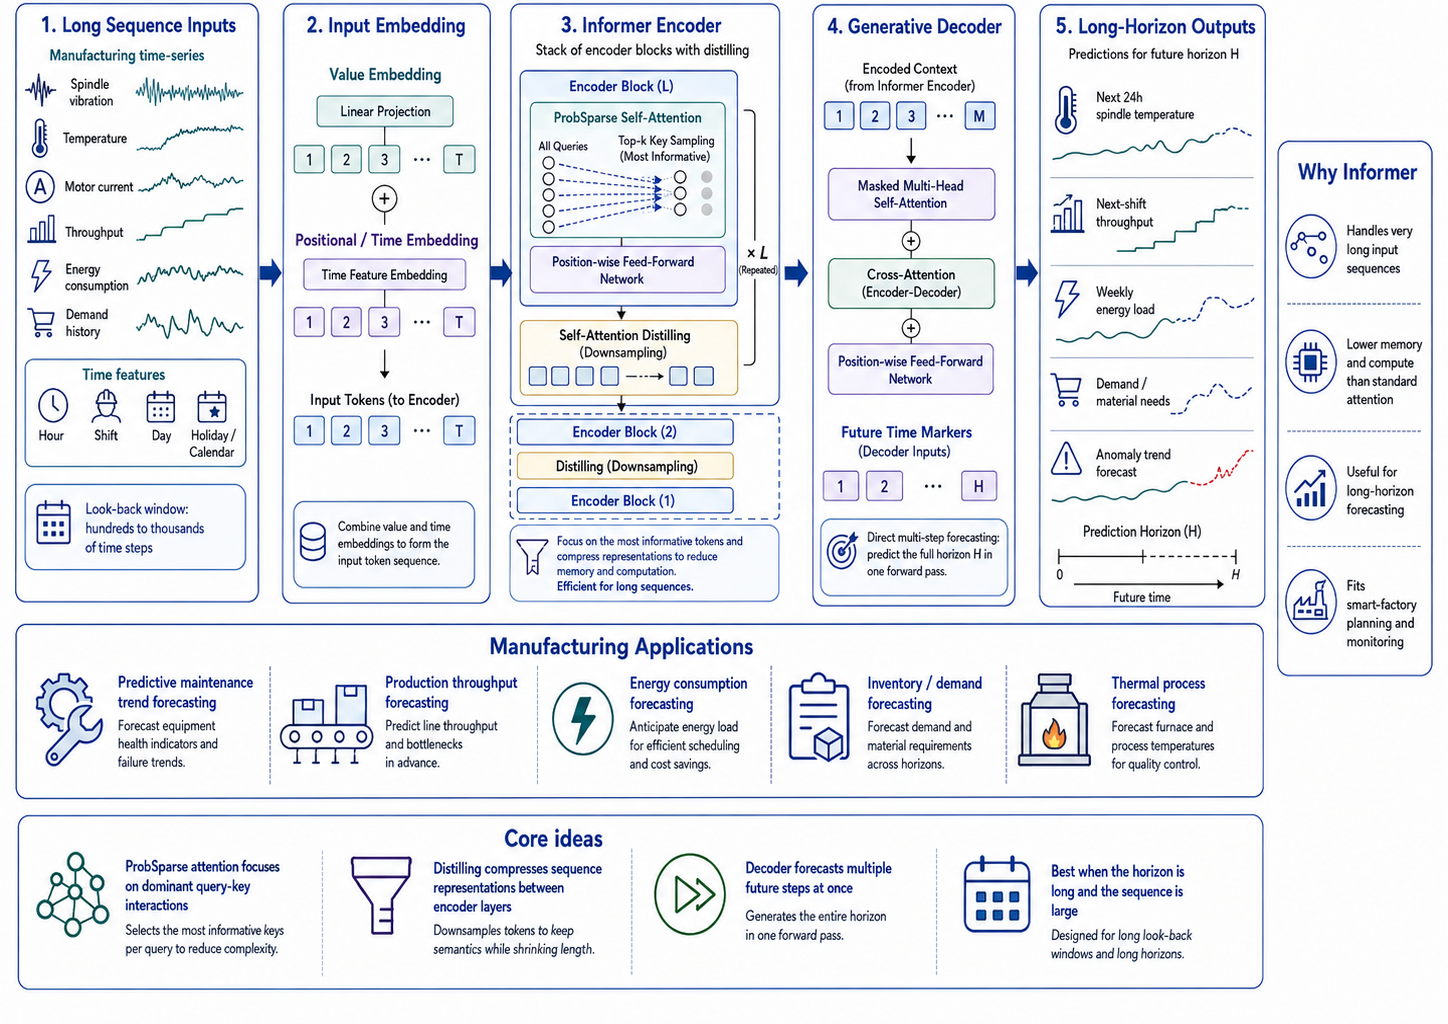 1. Long Sequence Inputs
Manufacturing time-series
Spindle
vibration
Temperature
A
Motor current
Throughput
Energy
consumption
Demand
history
Time features
Hour
Shift
Day
Holiday /
Calendar
Look-back window:
hundreds to thousands
of time steps
2. Input Embedding
Value Embedding
Linear Projection
1 2 3 ... T
+
Positional / Time Embedding
Time Feature Embedding
1 2 3 ... T
Input Tokens (to Encoder)
1 2 3 ... T
Combine value and time
embeddings to form the
input token sequence.
3. Informer Encoder
Stack of encoder blocks with distilling
Encoder Block (L)
ProbSparse Self-Attention
All Queries
Top-k Key Sampling
(Most Informative)
Position-wise Feed-Forward
Network
× L
(Repeated)
Self-Attention Distilling
(Downsampling)
Encoder Block (2)
Distilling (Downsampling)
Encoder Block (1)
Focus on the most informative tokens and
compress representations to reduce
memory and computation.
Efficient for long sequences.
4. Generative Decoder
Encoded Context
(from Informer Encoder)
1 2 3 ... M
Masked Multi-Head
Self-Attention
+
Cross-Attention
(Encoder-Decoder)
+
Position-wise Feed-Forward
Network
Future Time Markers
(Decoder Inputs)
1 2 ... H
Direct multi-step forecasting:
predict the full horizon H in
one forward pass.
5. Long-Horizon Outputs
Predictions for future horizon H
Next 24h
spindle temperature
Next-shift
throughput
Weekly
energy load
Demand /
material needs
Anomaly trend
forecast
Prediction Horizon (H)
0 H
Future time
Why Informer
Handles very
long input
sequences
Lower memory
and compute
than standard
attention
Useful for
long-horizon
forecasting
Fits
smart-factory
planning and
monitoring
Manufacturing Applications
Predictive maintenance
trend forecasting
Forecast equipment
health indicators and
failure trends.
Production throughput
forecasting
Predict line throughput
and bottlenecks
in advance.
Energy consumption
forecasting
Anticipate energy load
for efficient scheduling
and cost savings.
Inventory / demand
forecasting
Forecast demand and
material requirements
across horizons.
Thermal process
forecasting
Forecast furnace and
process temperatures
for quality control.
Core ideas
ProbSparse attention focuses
on dominant query-key
interactions
Selects the most informative keys
per query to reduce complexity.
Distilling compresses sequence
representations between
encoder layers
Downsamples tokens to keep
semantics while shrinking length.
Decoder forecasts multiple
future steps at once
Generates the entire horizon
in one forward pass.
Best when the horizon is
long and the sequence is
large
Designed for long look-back
windows and long horizons.